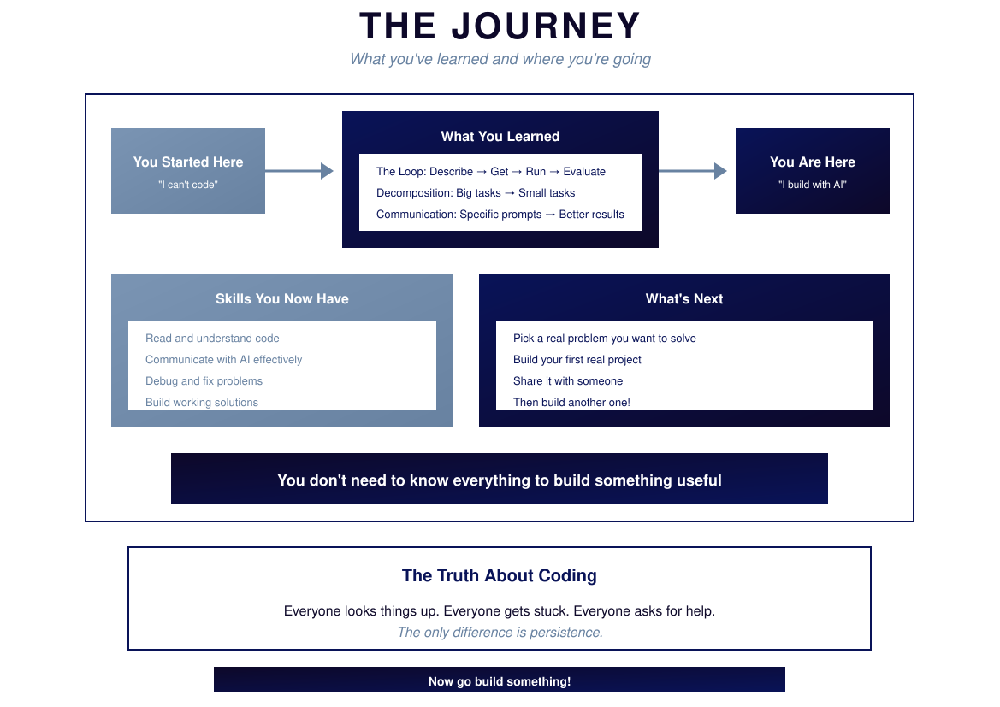 THE JOURNEY
What you've learned and where you're going
You Started Here
"I can't code"
What You Learned
The Loop: Describe → Get → Run → Evaluate
Decomposition: Big tasks → Small tasks
Communication: Specific prompts → Better results
You Are Here
"I build with AI"
Skills You Now Have
Read and understand code
Communicate with AI effectively
Debug and fix problems
Build working solutions
What's Next
Pick a real problem you want to solve
Build your first real project
Share it with someone
Then build another one!
You don't need to know everything to build something useful
The Truth About Coding
Everyone looks things up. Everyone gets stuck. Everyone asks for help.
The only difference is persistence.
Now go build something!